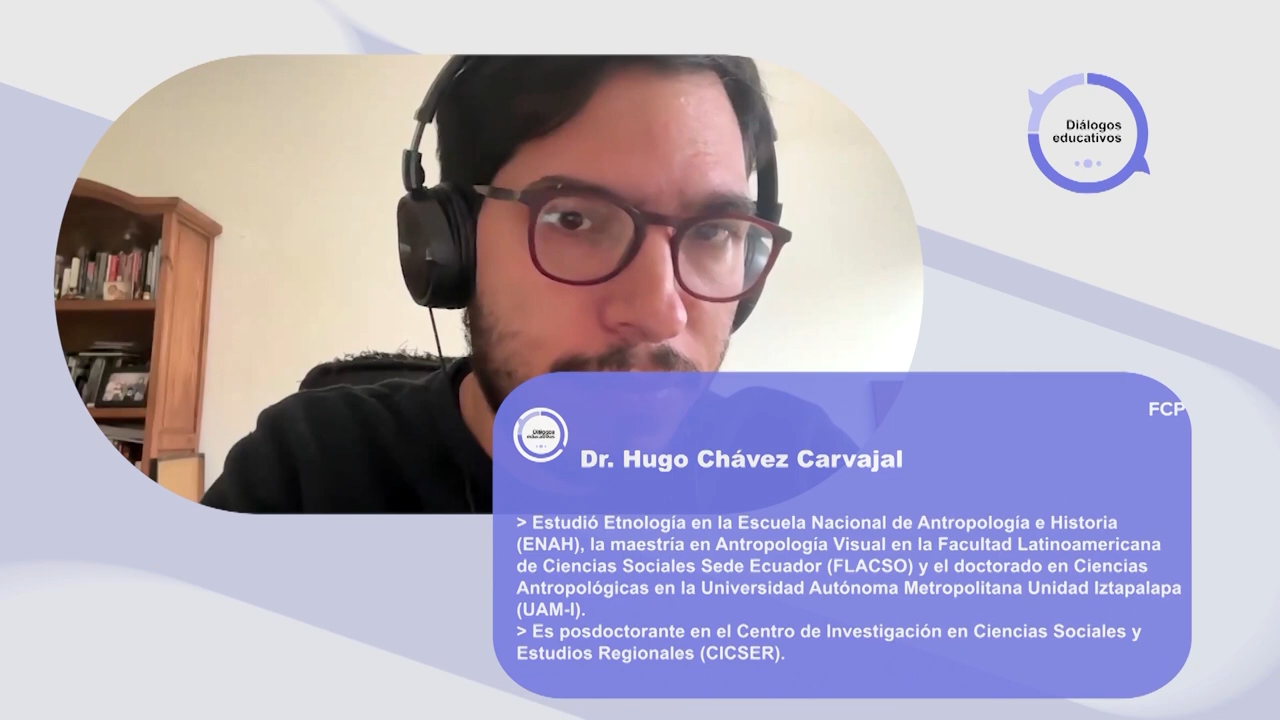 Diálogos
educativos
FCP
Diálogos
educativos
Dr. Hugo Chávez Carvajal
> Estudió Etnología en la Escuela Nacional de Antropología e Historia
(ENAH), la maestría en Antropología Visual en la Facultad Latinoamericana
de Ciencias Sociales Sede Ecuador (FLACSO) y el doctorado en Ciencias
Antropológicas en la Universidad Autónoma Metropolitana Unidad Iztapalapa
(UAM-I).
> Es posdoctorante en el Centro de Investigación en Ciencias Sociales y
Estudios Regionales (CICSER).